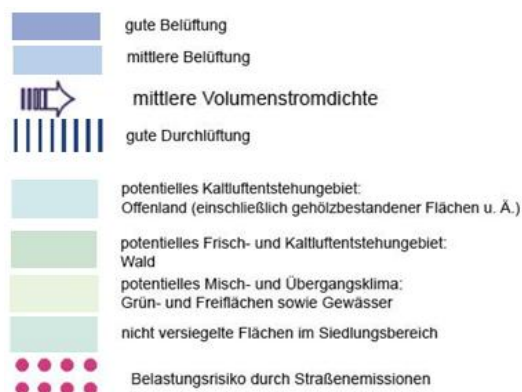 gute Belüftung
mittlere Belüftung
mittlere Volumenstromdichte
gute Durchlüftung
potentielles Kaltluftentstehungebiet:
Offenland (einschließlich gehölzbestandener Flächen u. Ä.)
potentielles Frisch- und Kaltluftentstehungebiet:
Wald
potentielles Misch- und Übergangsklima:
Grün- und Freiflächen sowie Gewässer
nicht versiegelte Flächen im Siedlungsbereich
Belastungsrisiko durch Straßenemissionen